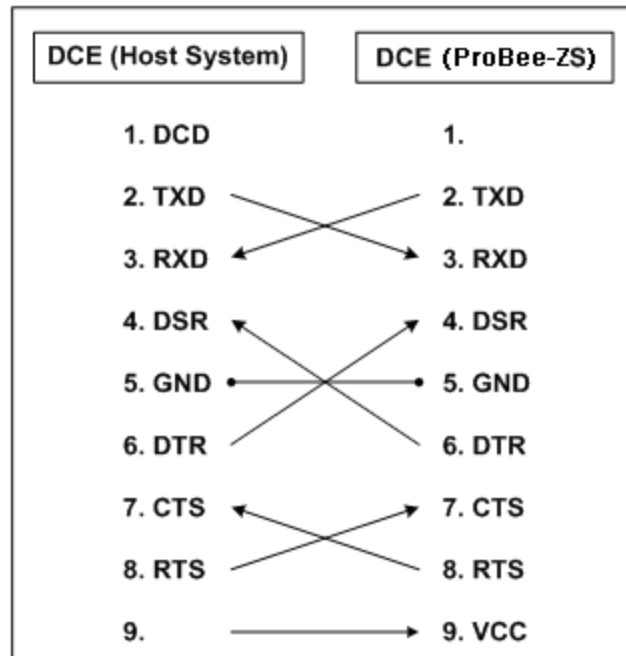 DCE (Host System) DCE (ProBee-ZS)
1. DCD 1.
2. TXD 2. TXD
3. RXD 3. RXD
4. DSR 4. DSR
5. GND 5. GND
6. DTR 6. DTR
7. CTS 7. CTS
8. RTS 8. RTS
9. 9. VCC